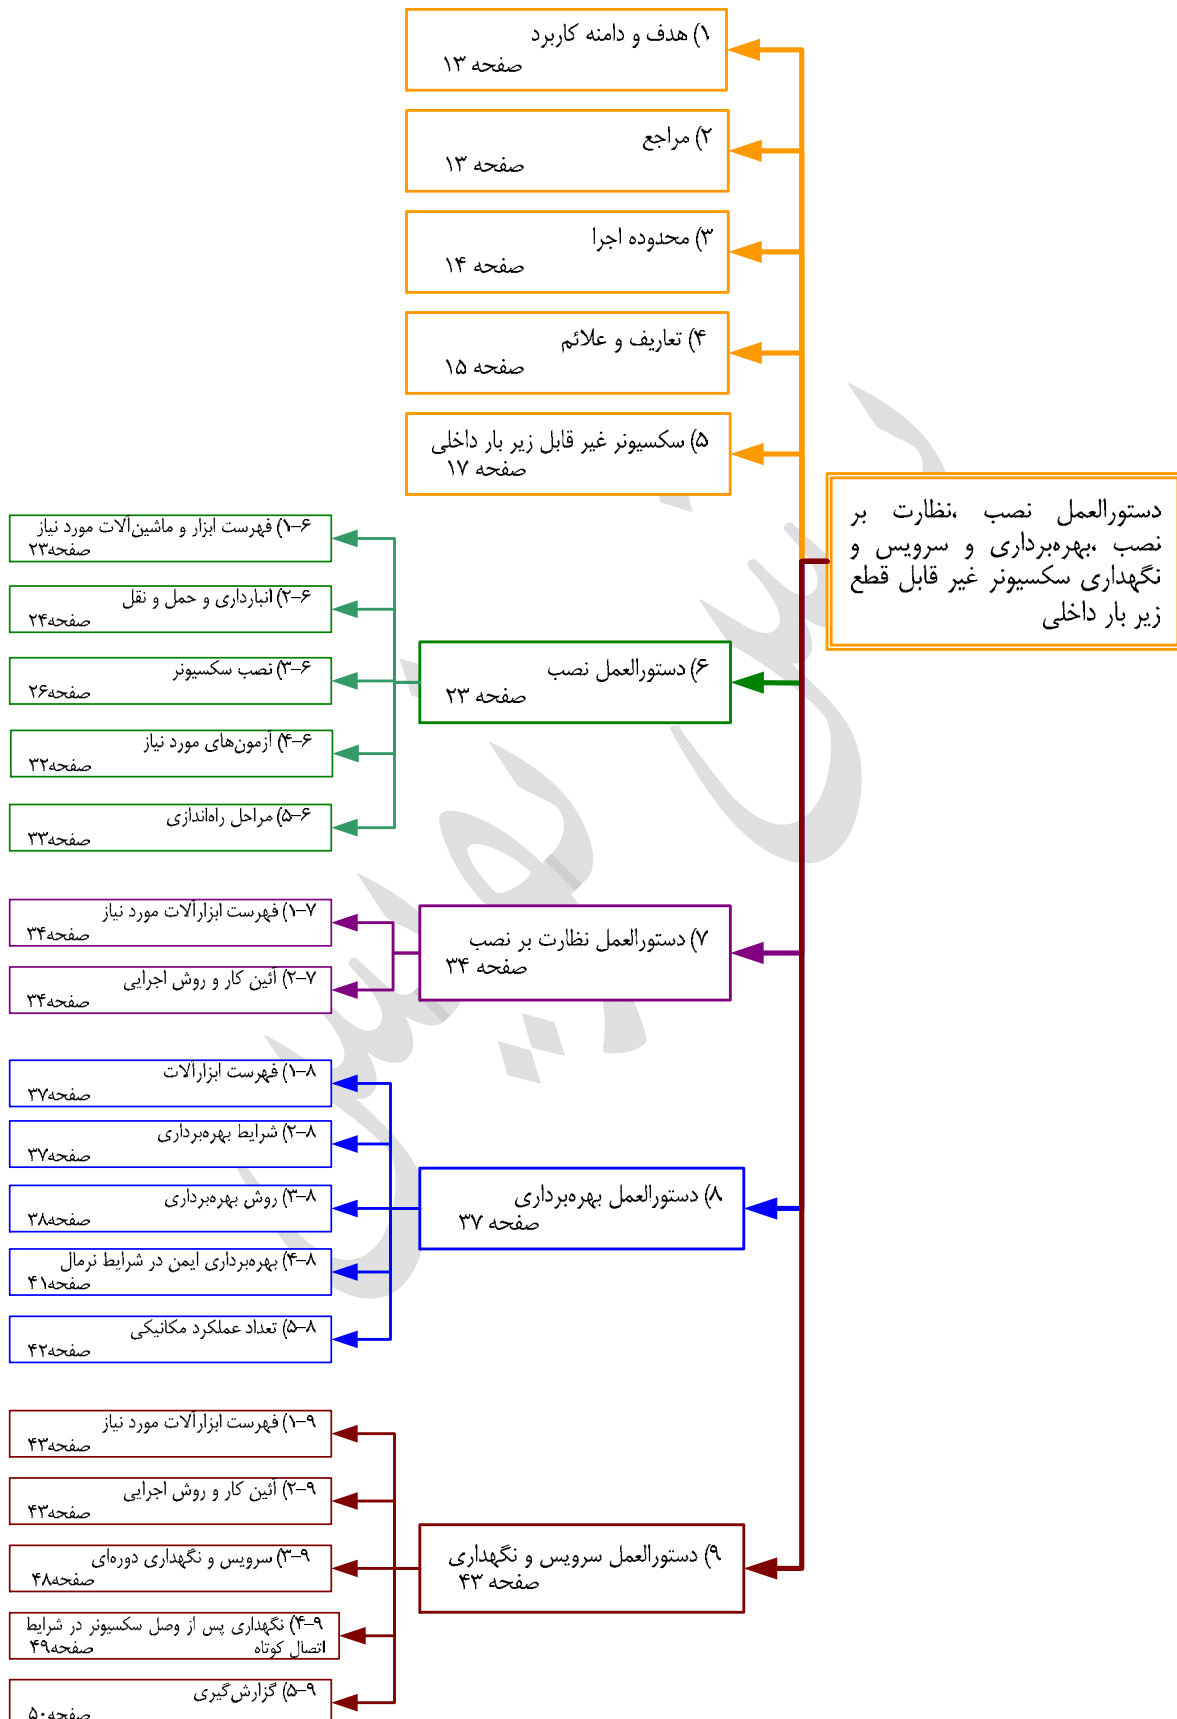 دستورالعمل نصب ،نظارت بر
نصب ،بهره‌برداری و سرویس و
نگهداری سکسیونر غیر قابل قطع
زیر بار داخلی
۱) هدف و دامنه کاربرد
صفحه ۱۳
۲) مراجع
صفحه ۱۳
۳) محدوده اجرا
صفحه ۱۴
۴) تعاریف و علائم
صفحه ۱۵
۵) سکسیونر غیر قابل زیر بار داخلی
صفحه ۱۷
۶) دستورالعمل نصب
صفحه ۲۳
۶-۱) فهرست ابزار و ماشین‌آلات مورد نیاز
صفحه۲۳
۶-۲) انبارداری و حمل و نقل
صفحه۲۴
۶-۳) نصب سکسیونر
صفحه۲۶
۶-۴) آزمون‌های مورد نیاز
صفحه۳۲
۶-۵) مراحل راه‌اندازی
صفحه۳۳
۷) دستورالعمل نظارت بر نصب
صفحه ۳۴
۷-۱) فهرست ابزارآلات مورد نیاز
صفحه۳۴
۷-۲) آئین کار و روش اجرایی
صفحه۳۴
۸) دستورالعمل بهره‌برداری
صفحه ۳۷
۸-۱) فهرست ابزارآلات
صفحه۳۷
۸-۲) شرایط بهره‌برداری
صفحه۳۷
۸-۳) روش بهره‌برداری
صفحه۳۸
۸-۴) بهره‌برداری ایمن در شرایط نرمال
صفحه۴۱
۸-۵) تعداد عملکرد مکانیکی
صفحه۴۲
۹) دستورالعمل سرویس و نگهداری
صفحه ۴۳
۹-۱) فهرست ابزارآلات مورد نیاز
صفحه۴۳
۹-۲) آئین کار و روش اجرایی
صفحه۴۳
۹-۳) سرویس و نگهداری دوره‌ای
صفحه۴۸
۹-۴) نگهداری پس از وصل سکسیونر در شرایط
اتصال کوتاه صفحه۴۹
۹-۵) گزارش‌گیری
صفحه۵۰
پیش نویس